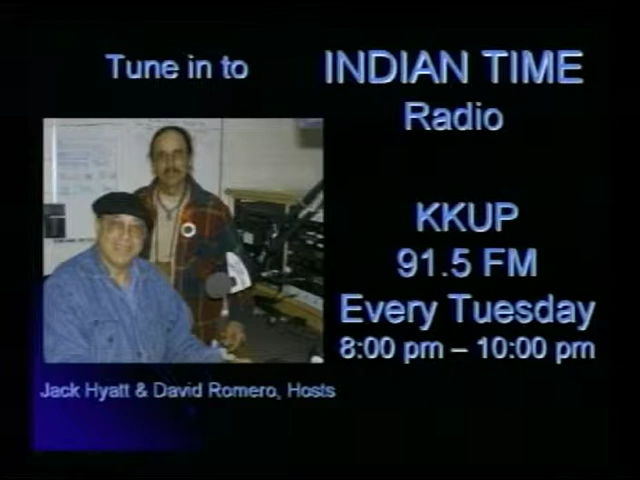 Tune in to
INDIAN TIME
Radio
KKUP
91.5 FM
Every Tuesday
8:00 pm – 10:00 pm
Jack Hyatt & David Romero, Hosts